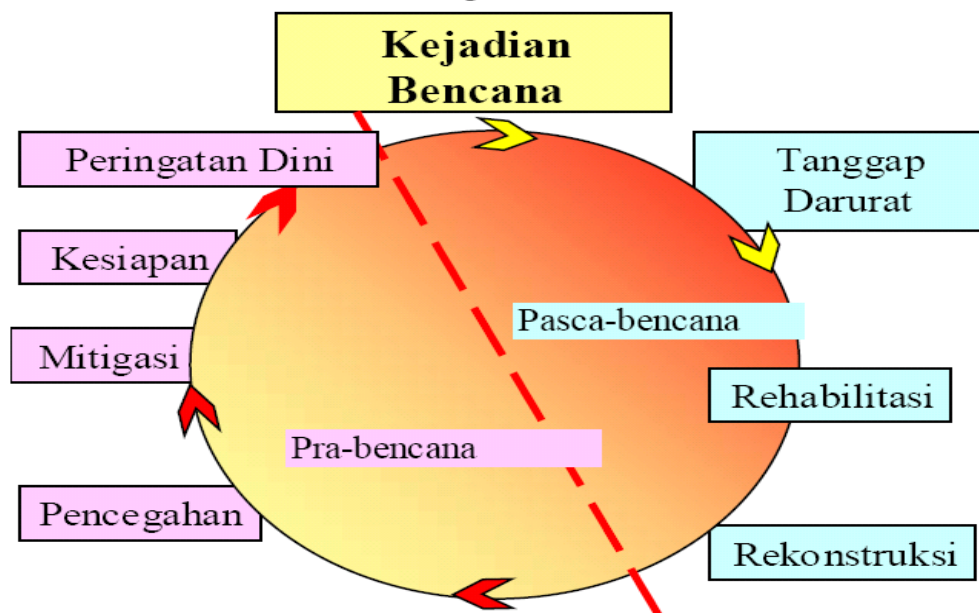 Kejadian
Bencana
Peringatan Dini
Tanggap
Darurat
Kesiapan
Pasca-bencana
Mitigasi
Rehabilitasi
Pra-bencana
Pencegahan
Rekonstruksi